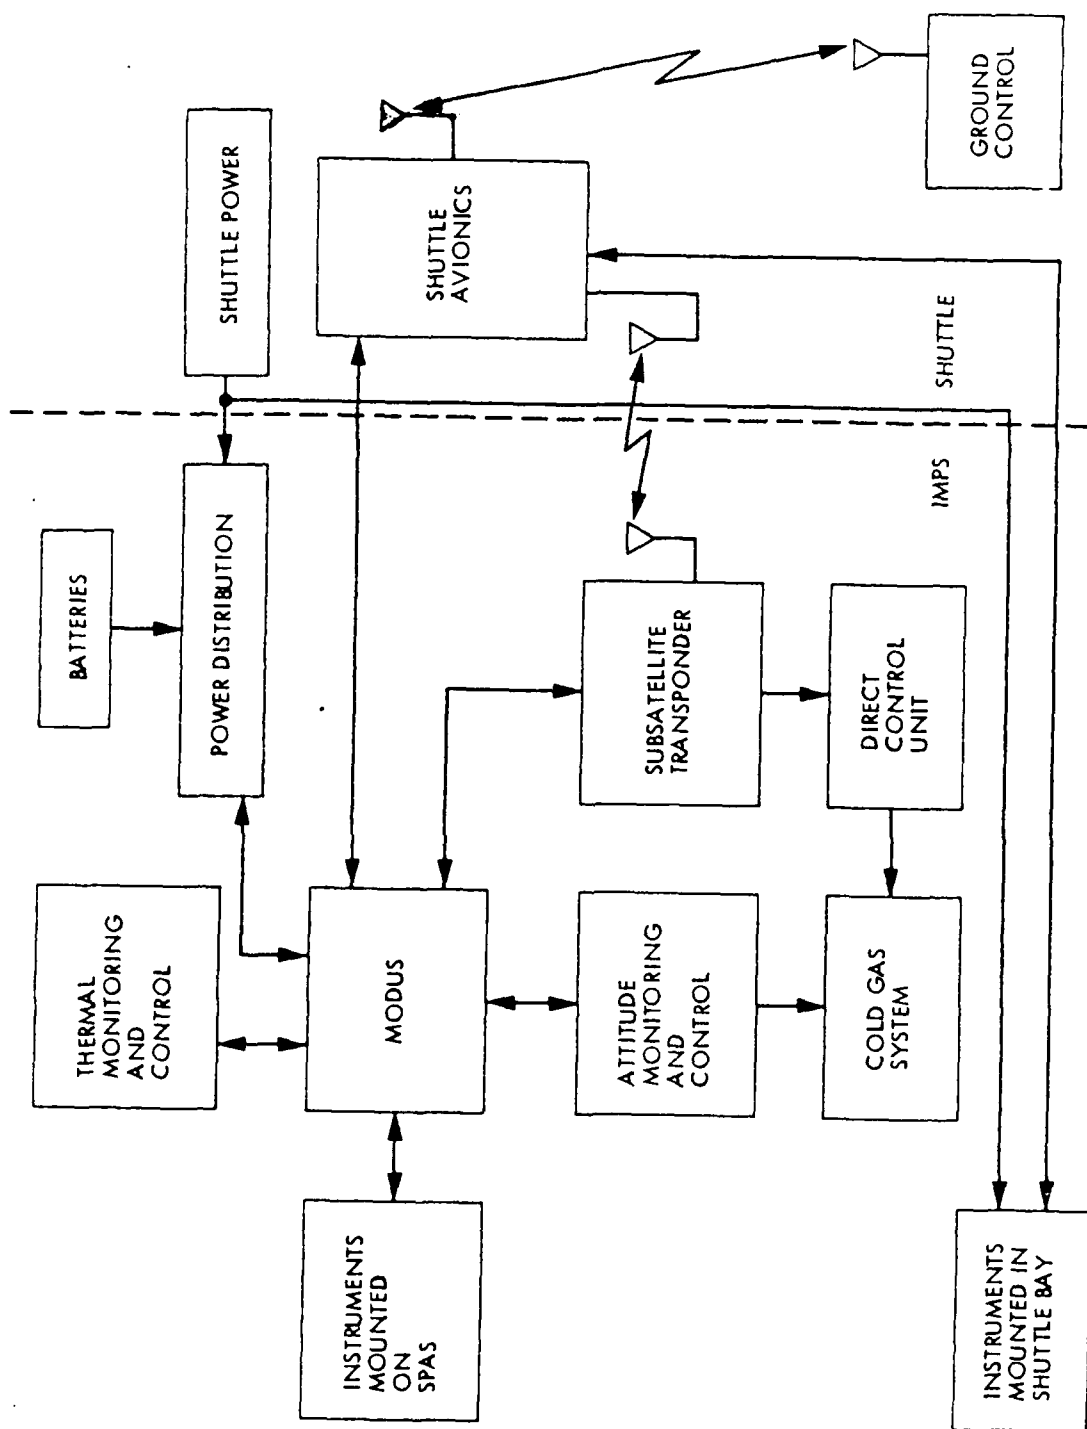 BATTERIES
SHUTTLE POWER
POWER DISTRIBUTION
THERMAL
MONITORING
AND
CONTROL
SHUTTLE
AVIONICS
MODUS
INSTRUMENTS
MOUNTED
ON
SPAS
SUBSATELLITE
TRANSPONDER
ATTITUDE
MONITORING
AND
CONTROL
DIRECT
CONTROL
UNIT
COLD GAS
SYSTEM
IMPS
SHUTTLE
GROUND
CONTROL
INSTRUMENTS
MOUNTED IN
SHUTTLE BAY